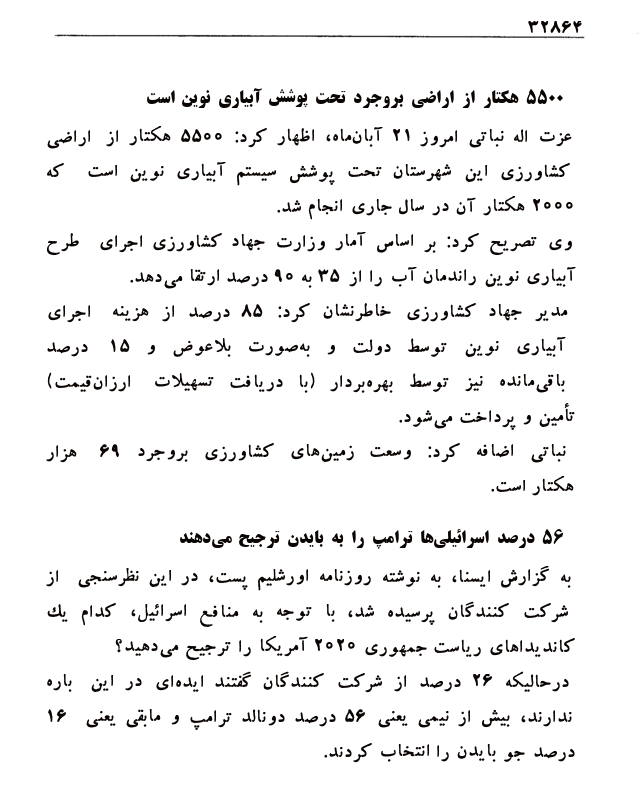 ۳۲۸۶۴
۵۵۰۰ هکتار از اراضی بروجرد تحت پوشش آبیاری نوین است
عزت اله نباتی امروز ۲۱ آبان‌ماه، اظهار کرد: ۵۵۰۰ هکتار از اراضی
کشاورزی این شهرستان تحت پوشش سیستم آبیاری نوین است که
۲۰۰۰ هکتار آن در سال جاری انجام شد.
وی تصریح کرد: بر اساس آمار وزارت جهاد کشاورزی اجرای طرح
آبیاری نوین راندمان آب را از ۳۵ به ۹۰ درصد ارتقا می‌دهد.
مدیر جهاد کشاورزی خاطرنشان کرد: ۸۵ درصد از هزینه اجرای
آبیاری نوین توسط دولت و به‌صورت بلاعوض و ۱۵ درصد
باقی‌مانده نیز توسط بهره‌بردار (با دریافت تسهیلات ارزان‌قیمت)
تأمین و پرداخت می‌شود.
نباتی اضافه کرد: وسعت زمین‌های کشاورزی بروجرد ۶۹ هزار
هکتار است.
۵۶ درصد اسرائیلی‌ها ترامپ را به بایدن ترجیح می‌دهند
به گزارش ایسنا، به نوشته روزنامه اورشلیم پست، در این نظرسنجی از
شرکت کنندگان پرسیده شد، با توجه به منافع اسرائیل، کدام یك
کاندیداهای ریاست جمهوری ۲۰۲۰ آمریکا را ترجیح می‌دهید؟
درحالیکه ۲۶ درصد از شرکت کنندگان گفتند ایده‌ای در این باره
ندارند، بیش از نیمی یعنی ۵۶ درصد دونالد ترامپ و مابقی یعنی ۱۶
درصد جو بایدن را انتخاب کردند.